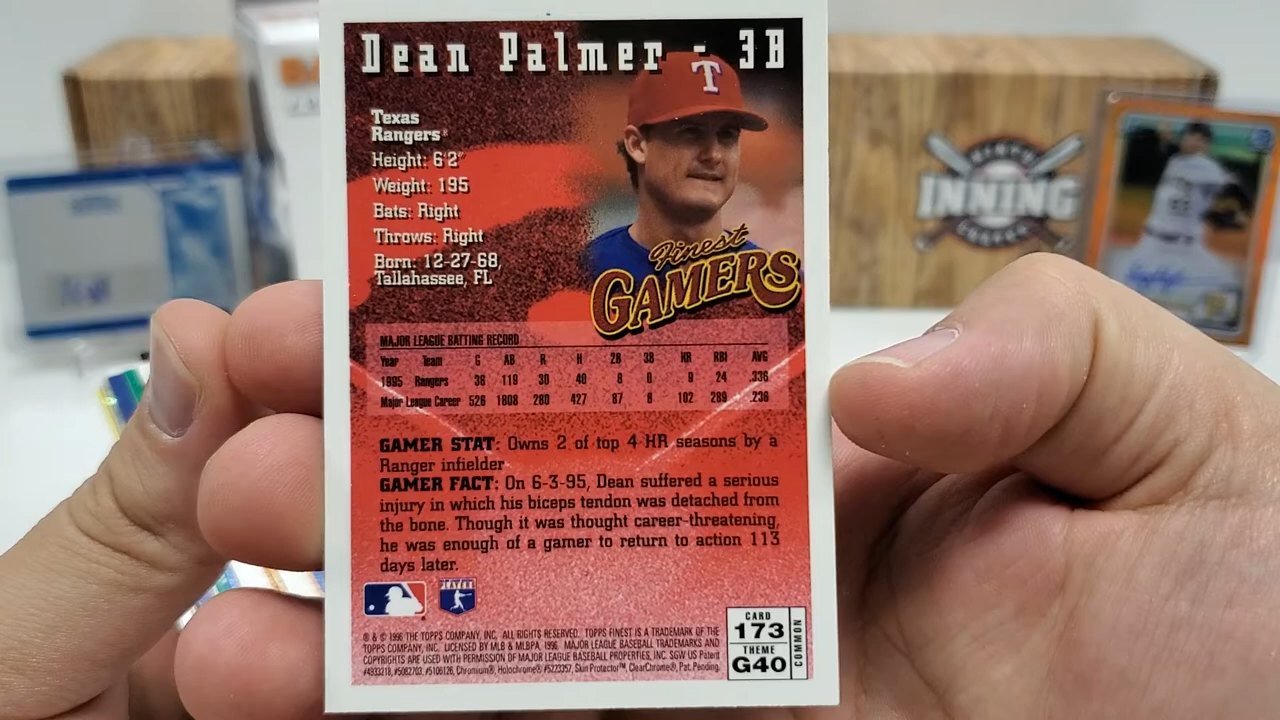 Dean Palmer - 3B
Texas
Rangers
Height: 6'2"
Weight: 195
Bats: Right
Throws: Right
Born: 12-27-68,
Tallahassee, FL
Finest
GAMERS
MAJOR LEAGUE BATTING RECORD
Year Team G AB R H 2B 3B HR RBI AVG
1995 Rangers 36 119 30 40 8 0 9 24 .336
Major League Career 526 1808 280 427 87 8 102 289 .236
GAMER STAT: Owns 2 of top 4 HR seasons by a
Ranger infielder
GAMER FACT: On 6-3-95, Dean suffered a serious
injury in which his biceps tendon was detached from
the bone. Though it was thought career-threatening,
he was enough of a gamer to return to action 113
days later.
PLAYERS
® & © 1996 THE TOPPS COMPANY, INC. ALL RIGHTS RESERVED. TOPPS FINEST IS A TRADEMARK OF THE
TOPPS COMPANY, INC. LICENSED BY MLB & MLBPA, 1996. MAJOR LEAGUE BASEBALL TRADEMARKS AND
COPYRIGHTS ARE USED WITH PERMISSION OF MAJOR LEAGUE BASEBALL PROPERTIES, INC. SGW US Patent
#4933218, #5082703, #5106126, Chromium®, Holochrome® #5223357, Skin Protector™, ClearChrome®, Pat. Pending.
CARD
173
THEME
G40
COMMON
INNING